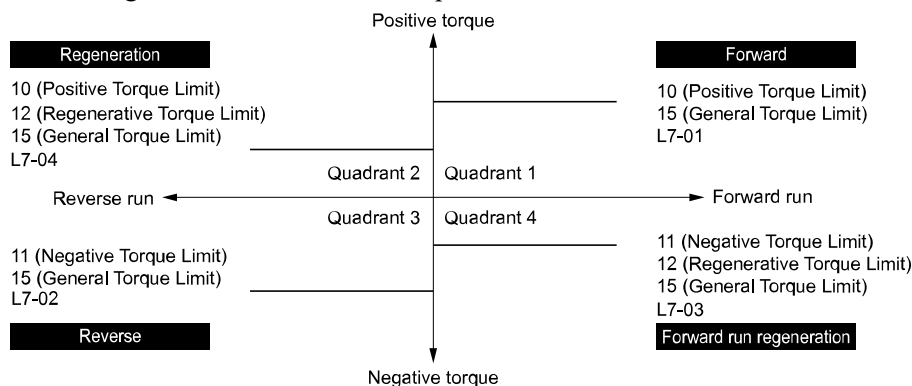 Positive torque
Regeneration
10 (Positive Torque Limit)
12 (Regenerative Torque Limit)
15 (General Torque Limit)
L7-04
Forward
10 (Positive Torque Limit)
15 (General Torque Limit)
L7-01
Quadrant 2
Quadrant 1
Reverse run
Forward run
Quadrant 3
Quadrant 4
11 (Negative Torque Limit)
15 (General Torque Limit)
L7-02
Reverse
11 (Negative Torque Limit)
12 (Regenerative Torque Limit)
15 (General Torque Limit)
L7-03
Forward run regeneration
Negative torque